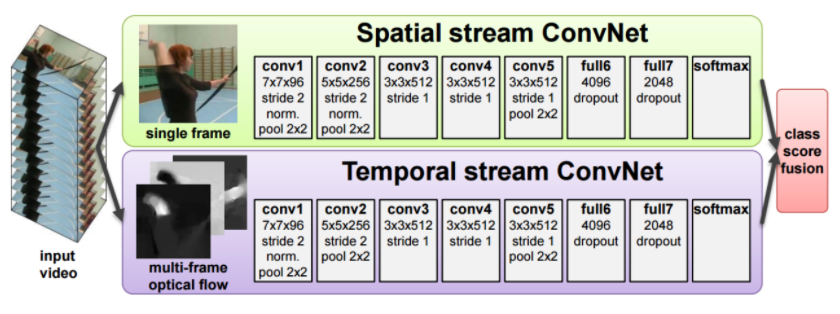 Spatial stream ConvNet
conv1
7x7x96
stride 2
norm.
pool 2x2
conv2
5x5x256
stride 2
norm.
pool 2x2
conv3
3x3x512
stride 1
conv4
3x3x512
stride 1
conv5
3x3x512
stride 1
pool 2x2
full6
4096
dropout
full7
2048
dropout
softmax
single frame
Temporal stream ConvNet
conv1
7x7x96
stride 2
norm.
pool 2x2
conv2
5x5x256
stride 2
pool 2x2
conv3
3x3x512
stride 1
conv4
3x3x512
stride 1
conv5
3x3x512
stride 1
pool 2x2
full6
4096
dropout
full7
2048
dropout
softmax
multi-frame
optical flow
input
video
class
score
fusion